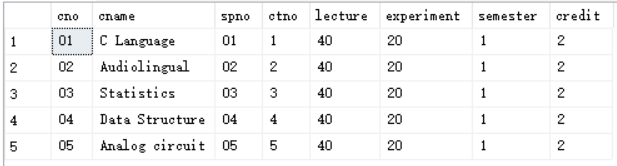 cno cname spno ctno lecture experiment semester credit
1 01 C Language 01 1 40 20 1 2
2 02 Audiolingual 02 2 40 20 1 2
3 03 Statistics 03 3 40 20 1 2
4 04 Data Structure 04 4 40 20 1 2
5 05 Analog circuit 05 5 40 20 1 2